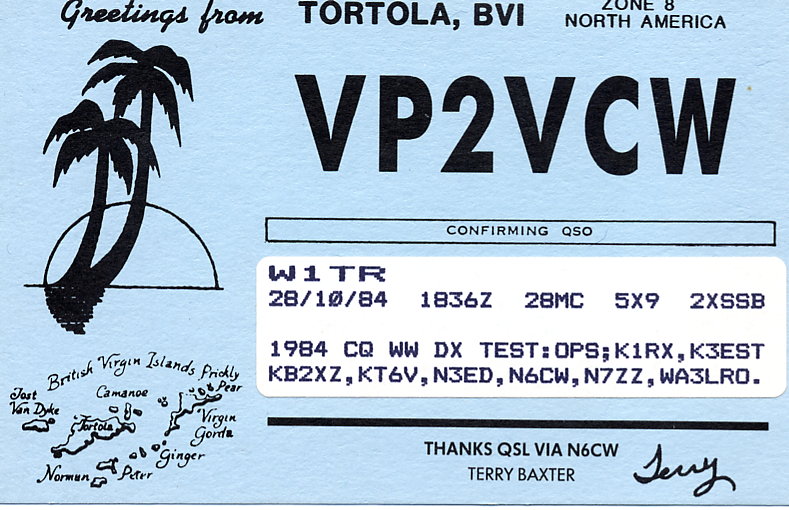 Greetings from TORTOLA, BVI
ZONE 8
NORTH AMERICA
VP2VCW
CONFIRMING QSO
W1TR
28/10/84 1836Z 28MC 5X9 2XSSB
1984 CQ WW DX TEST:OPS;K1RX,K3EST
KB2XZ,KT6V,N3ED,N6CW,N7ZZ,WA3LRO.
British Virgin Islands
Prickly
Pear
Jost
Van Dyke
Camanoe
Tortola
Virgin
Gorda
Ginger
Norman
Peter
THANKS QSL VIA N6CW
TERRY BAXTER
Terry